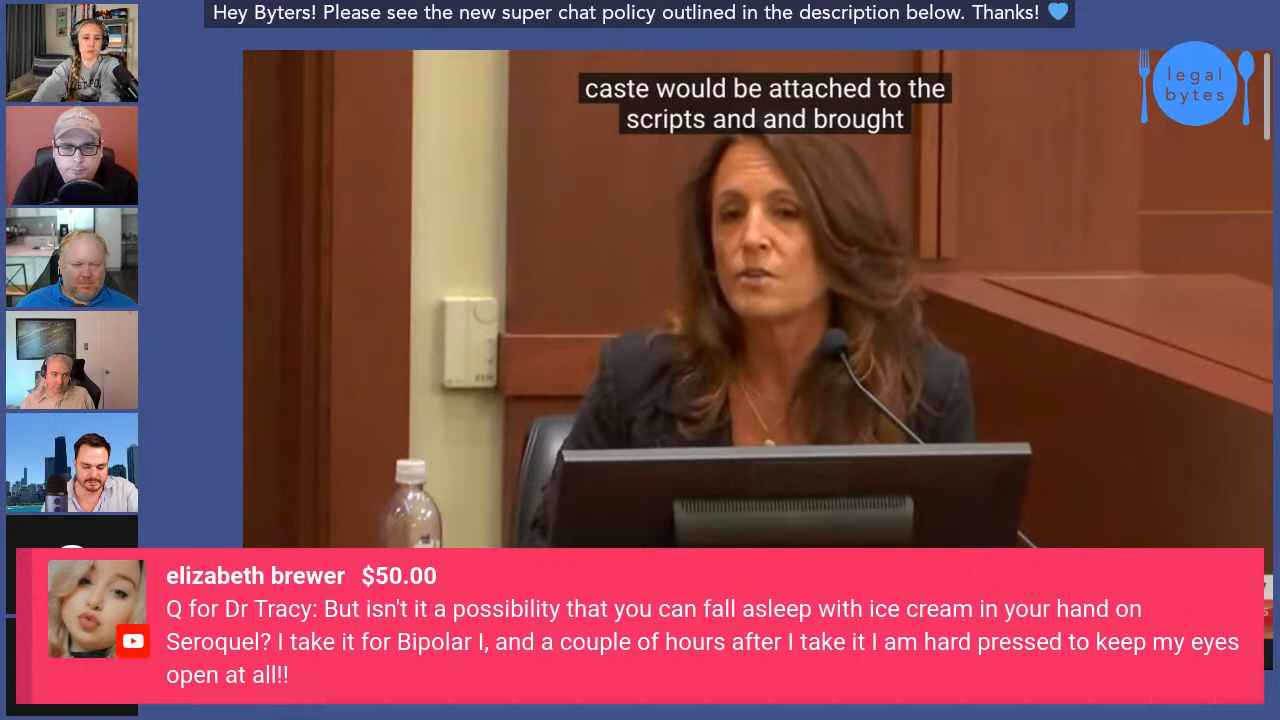 Hey Byters! Please see the new super chat policy outlined in the description below. Thanks! 💙
legal
bytes
caste would be attached to the
scripts and and brought
elizabeth brewer $50.00
Q for Dr Tracy: But isn't it a possibility that you can fall asleep with ice cream in your hand on
Seroquel? I take it for Bipolar I, and a couple of hours after I take it I am hard pressed to keep my eyes
open at all!!